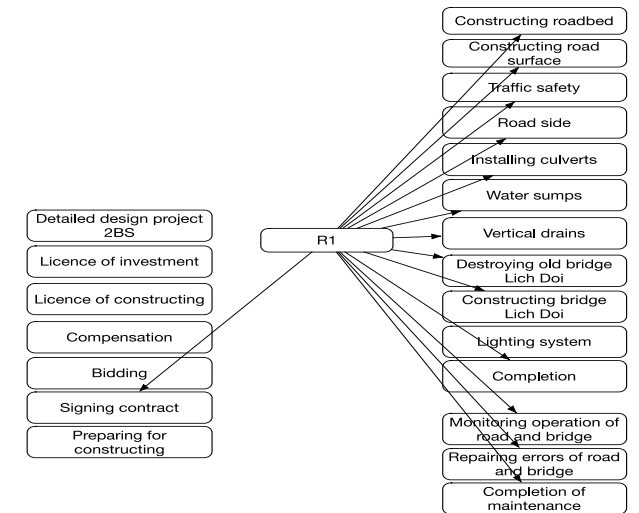 Detailed design project
2BS
Licence of investment
Licence of constructing
Compensation
Bidding
Signing contract
Preparing for
constructing
R1
Constructing roadbed
Constructing road
surface
Traffic safety
Road side
Installing culverts
Water sumps
Vertical drains
Destroying old bridge
Lich Doi
Constructing bridge
Lich Doi
Lighting system
Completion
Monitoring operation of
road and bridge
Repairing errors of road
and bridge
Completion of
maintenance